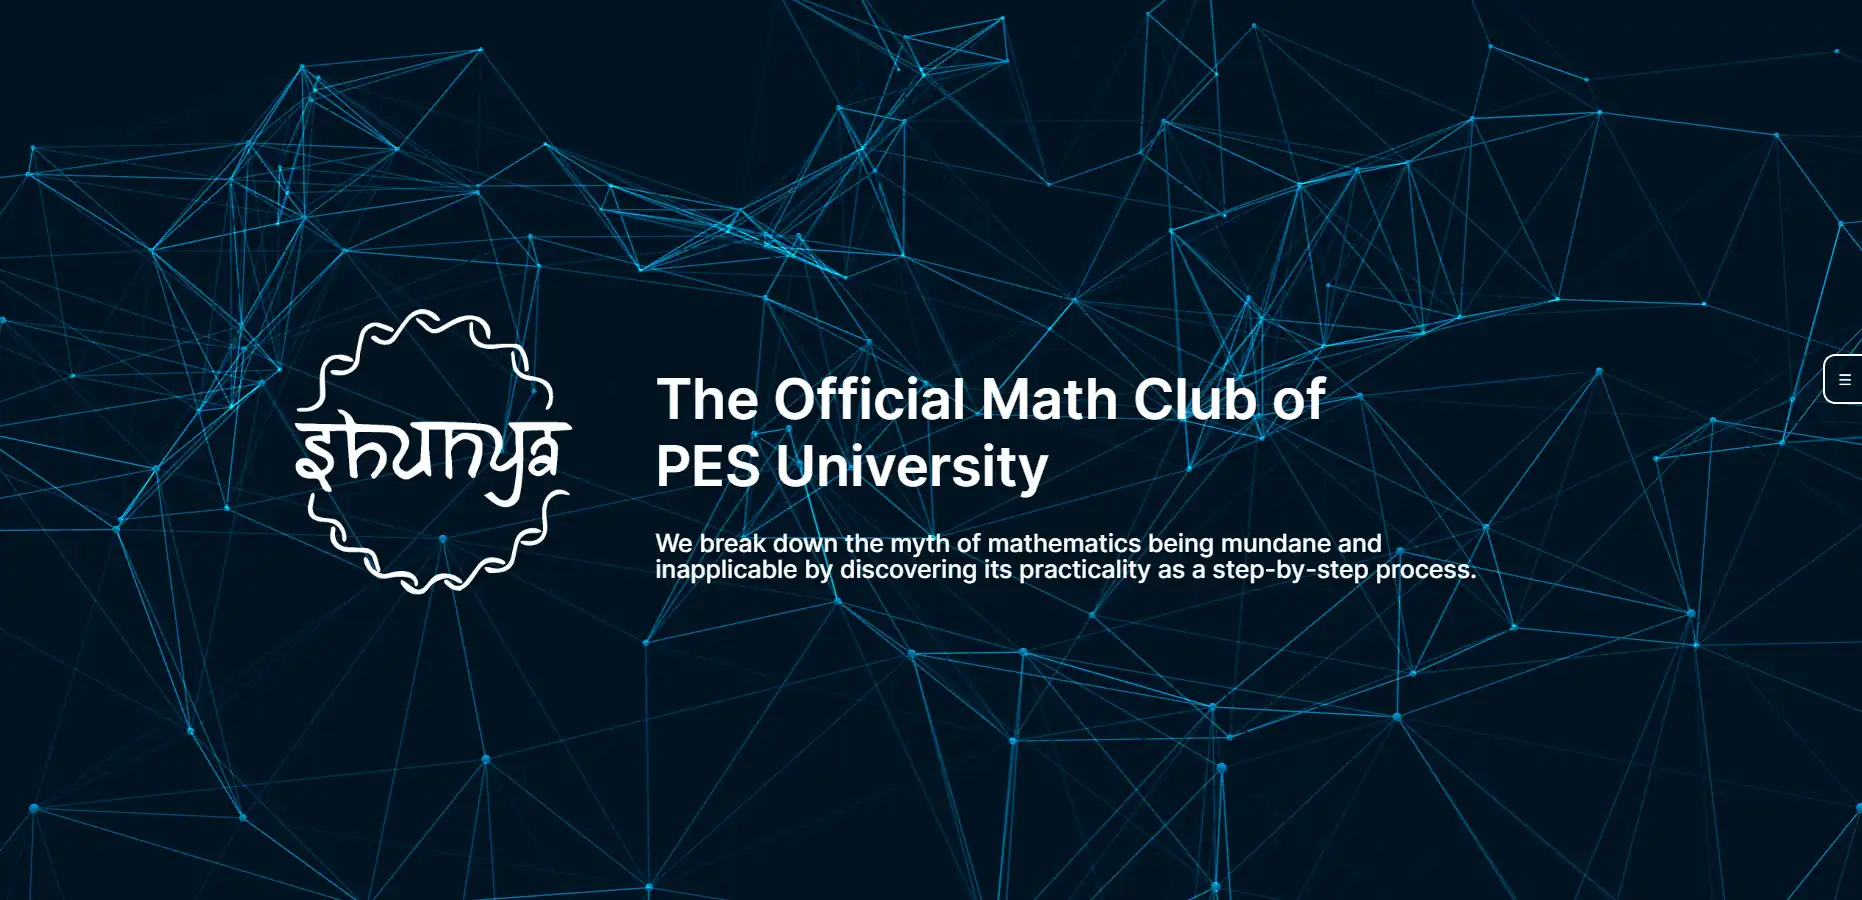 shunya
The Official Math Club of
PES University
We break down the myth of mathematics being mundane and
inapplicable by discovering its practicality as a step-by-step process.